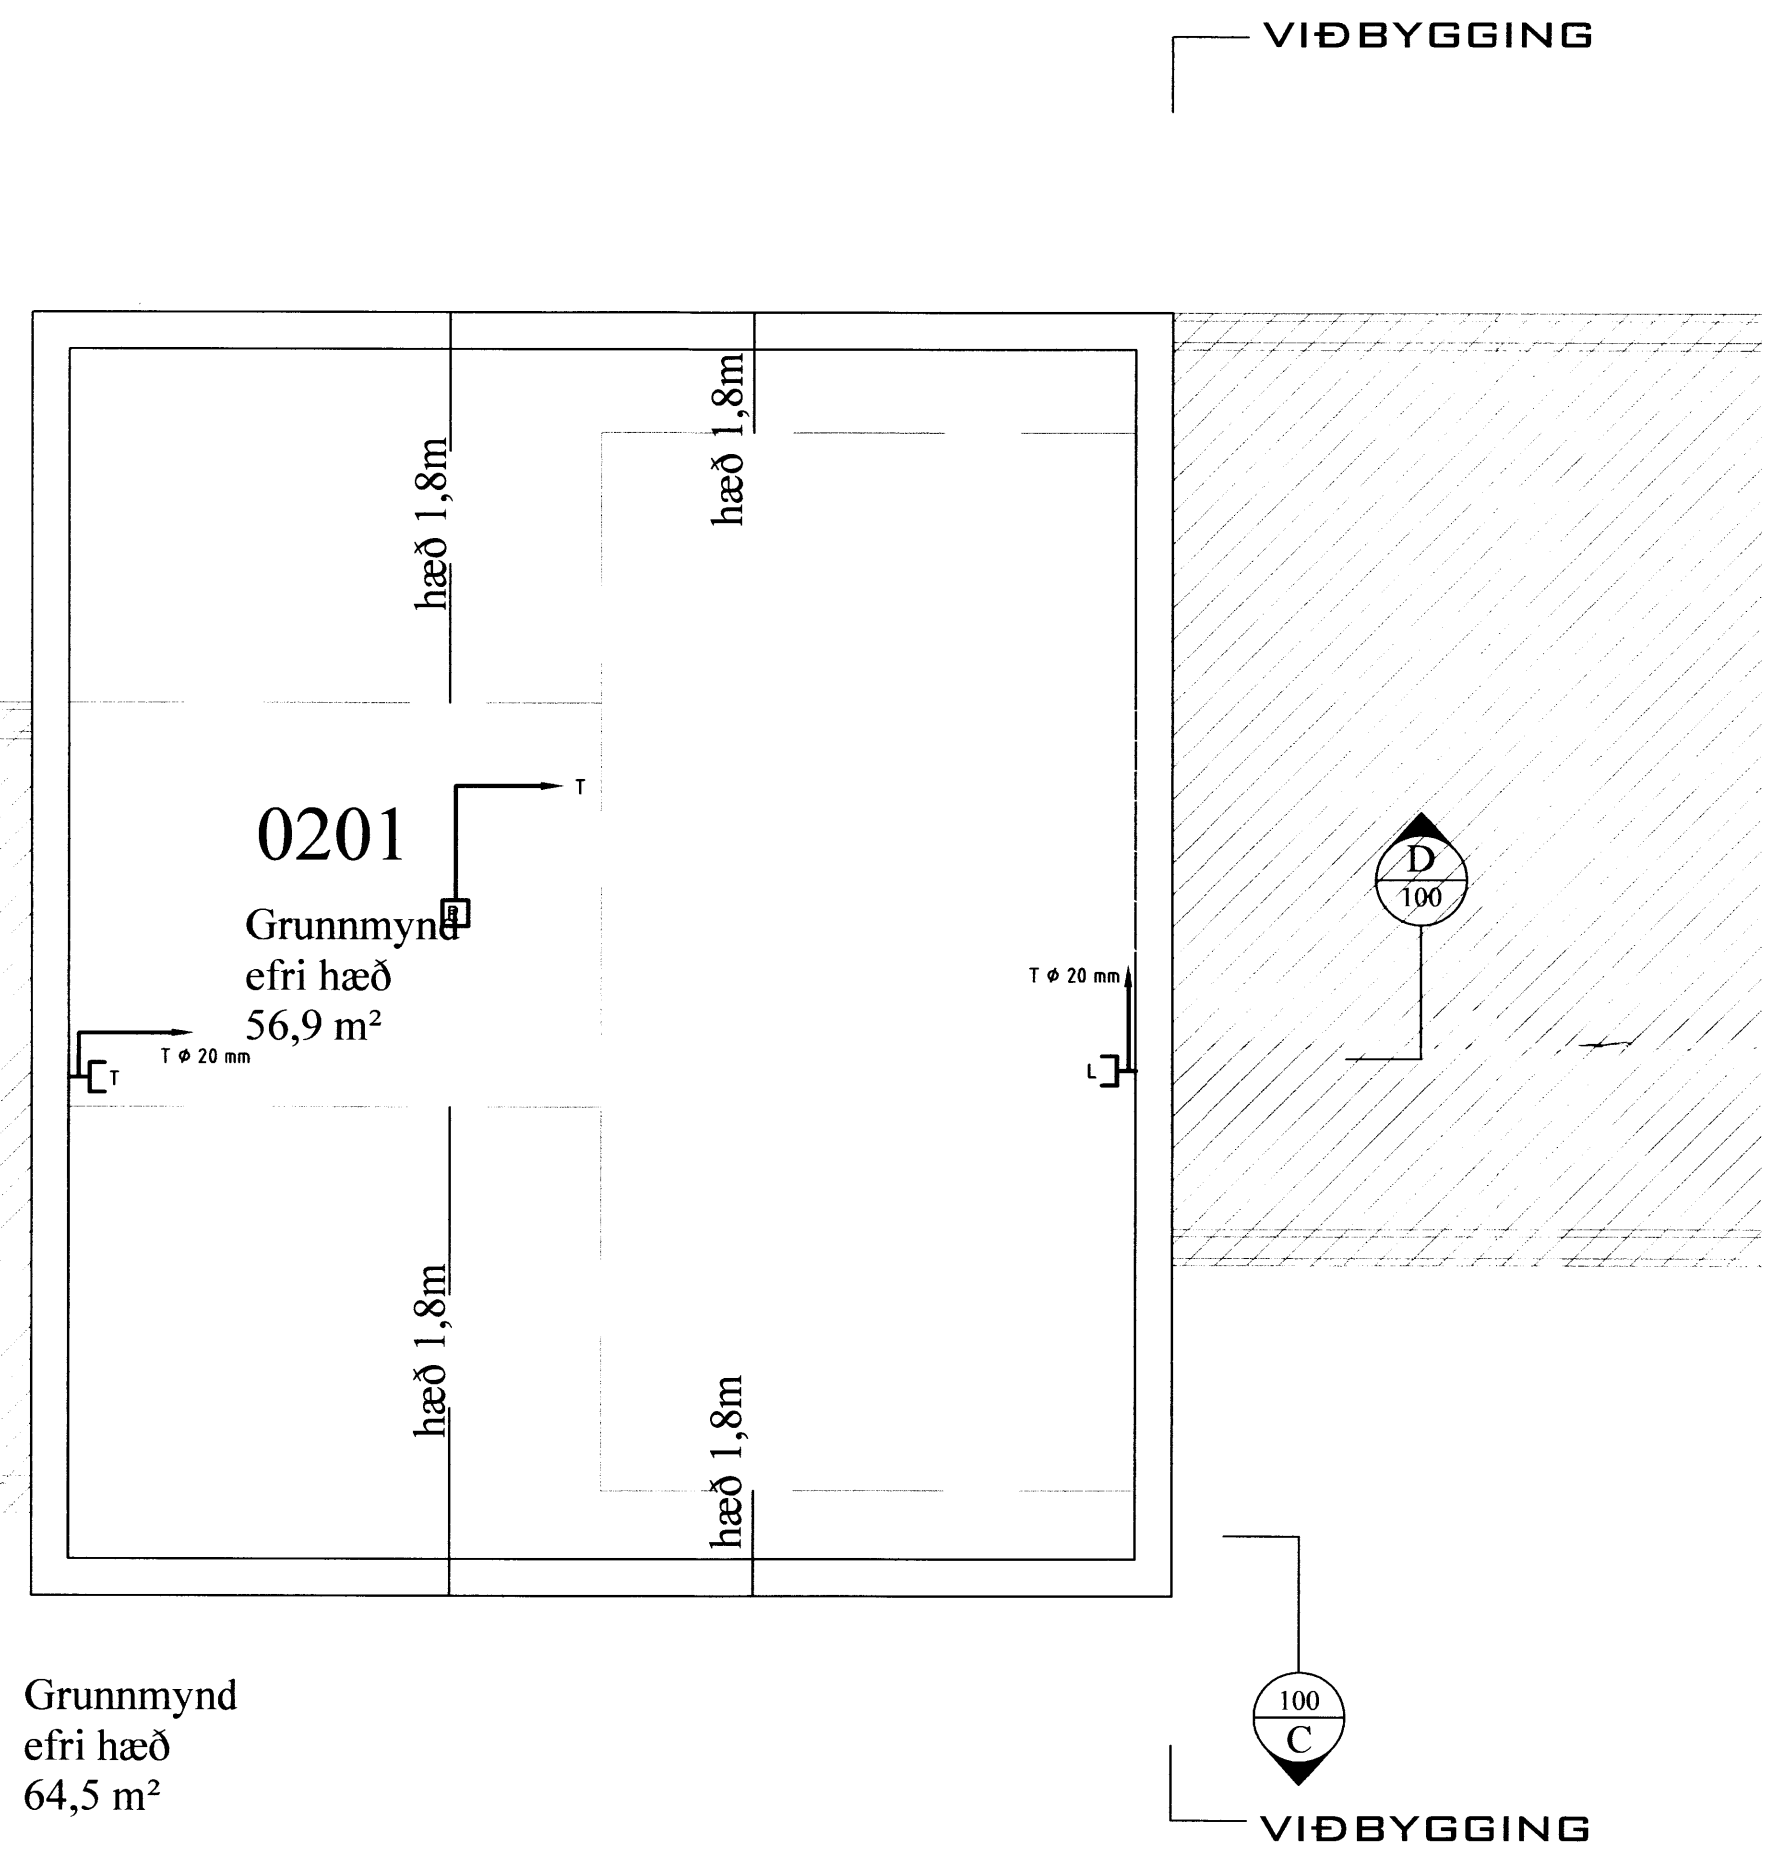 VIÐBYGGING
hæð 1,8m
hæð 1,8m
T
0201
D
100
Grunnmynd
efri hæð
56,9 m²
T ø 20 mm
T ø 20 mm
T
L
hæð 1,8m
hæð 1,8m
Grunnmynd
efri hæð
64,5 m²
100
C
VIÐBYGGING